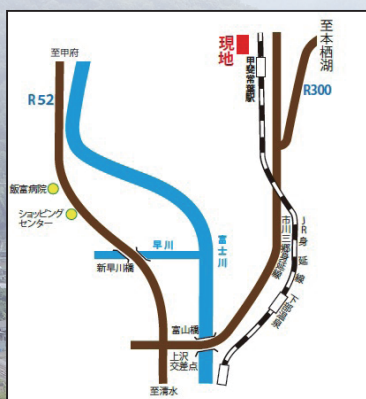 至甲府
R52
飯富病院
ショッピング
センター
早川
新早川橋
富士川
富山橋
上沢
交差点
至清水
現地
甲斐常葉駅
至本栖湖
R300
市川三郷身延線
JR身延線
下部温泉